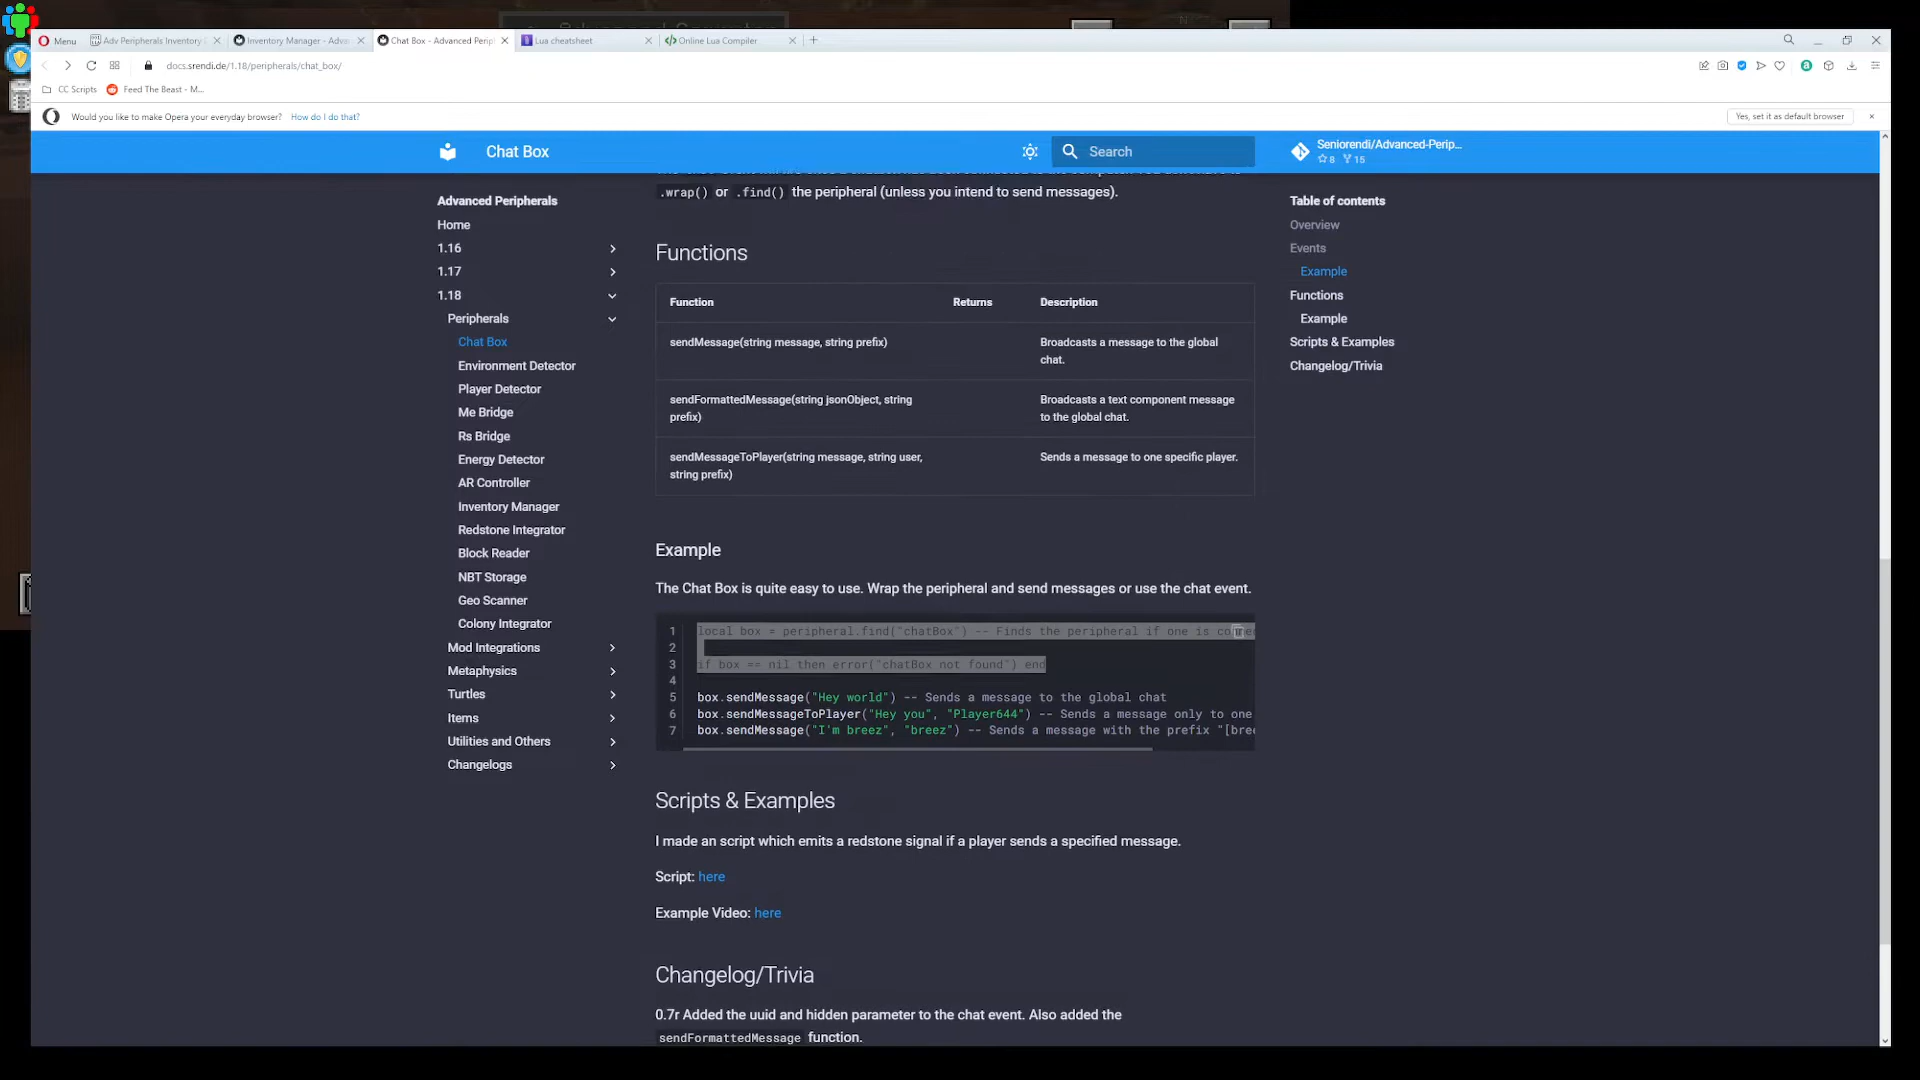 Menu
Adv Peripherals Inventory
Inventory Manager - Adva
Chat Box - Advanced Perip
Lua cheatsheet
Online Lua Compiler
docs.srendi.de/1.18/peripherals/chat_box/
CC Scripts
Feed The Beast - M...
Would you like to make Opera your everyday browser? How do I do that?
Yes, set it as default browser
Chat Box
Search
Seniorendi/Advanced-Perip...
8 15
Advanced Peripherals
Home
1.16
1.17
1.18
Peripherals
Chat Box
Environment Detector
Player Detector
Me Bridge
Rs Bridge
Energy Detector
AR Controller
Inventory Manager
Redstone Integrator
Block Reader
NBT Storage
Geo Scanner
Colony Integrator
Mod Integrations
Metaphysics
Turtles
Items
Utilities and Others
Changelogs
.wrap() or .find() the peripheral (unless you intend to send messages).
Functions
Function Returns Description
sendMessage(string message, string prefix) Broadcasts a message to the global
chat.
sendFormattedMessage(string jsonObject, string Broadcasts a text component message
prefix) to the global chat.
sendMessageToPlayer(string message, string user, Sends a message to one specific player.
string prefix)
Example
The Chat Box is quite easy to use. Wrap the peripheral and send messages or use the chat event.
1 local box = peripheral.find("chatBox") -- Finds the peripheral if one is
2
3 if box == nil then error("chatBox not found") end
4
5 box.sendMessage("Hey world") -- Sends a message to the global chat
6 box.sendMessageToPlayer("Hey you", "Player644") -- Sends a message only to one
7 box.sendMessage("I'm breez", "breez") -- Sends a message with the prefix "[bree
Scripts & Examples
I made an script which emits a redstone signal if a player sends a specified message.
Script: here
Example Video: here
Changelog/Trivia
0.7r Added the uuid and hidden parameter to the chat event. Also added the
sendFormattedMessage function.
Table of contents
Overview
Events
Example
Functions
Example
Scripts & Examples
Changelog/Trivia